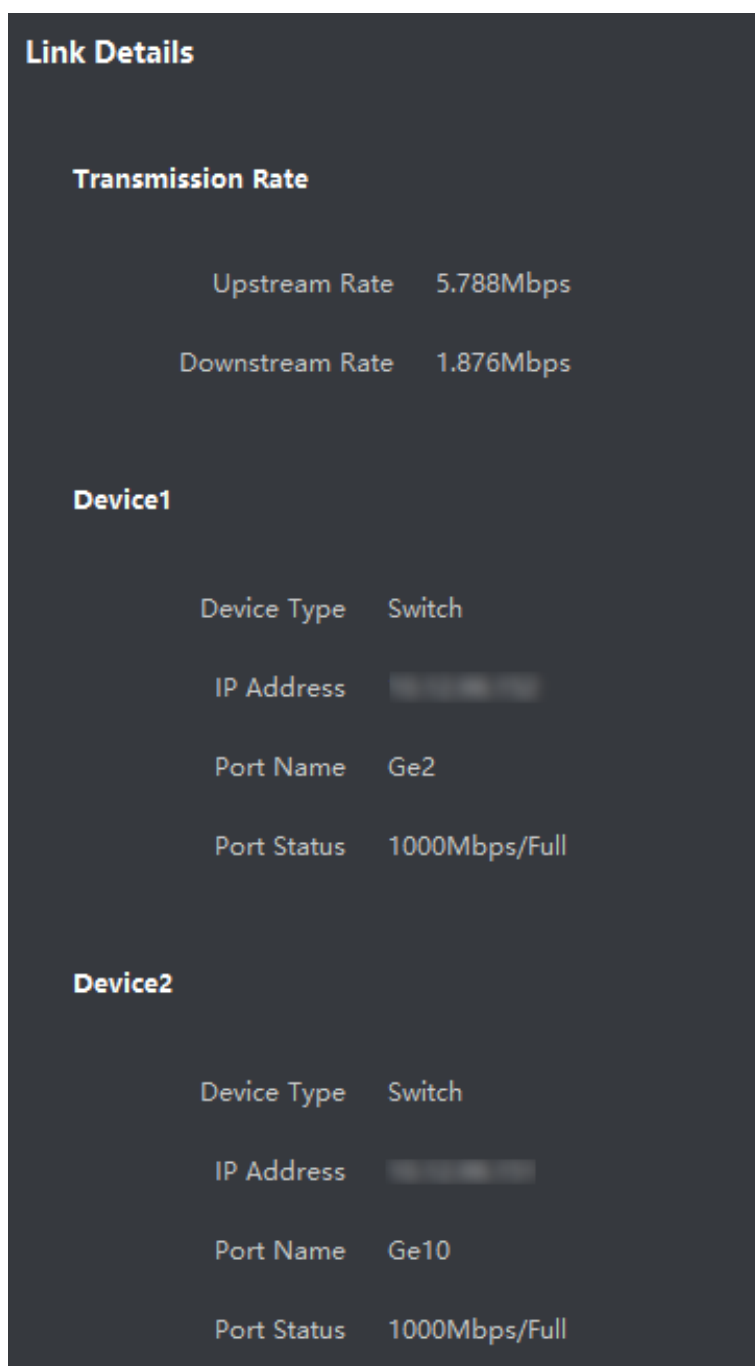 Link Details
Transmission Rate
Upstream Rate 5.788Mbps
Downstream Rate 1.876Mbps
Device1
Device Type Switch
IP Address
Port Name Ge2
Port Status 1000Mbps/Full
Device2
Device Type Switch
IP Address
Port Name Ge10
Port Status 1000Mbps/Full